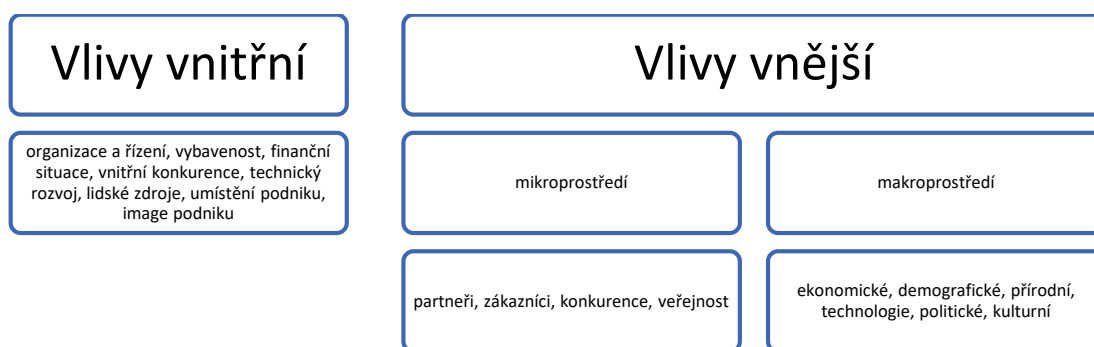 Vlivy vnitřní
organizace a řízení, vybavenost, finanční
situace, vnitřní konkurence, technický
rozvoj, lidské zdroje, umístění podniku,
image podniku
Vlivy vnější
mikroprostředí
makroprostředí
partneři, zákazníci, konkurence, veřejnost
ekonomické, demografické, přírodní,
technologie, politické, kulturní